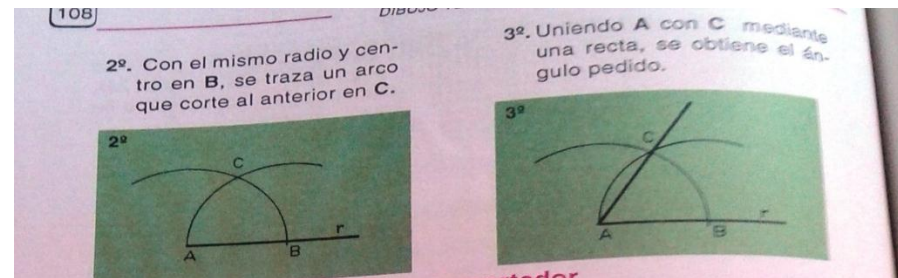 108
2º. Con el mismo radio y cen-
tro en B, se traza un arco
que corte al anterior en C.
2º
C
A
B
r
3º. Uniendo A con C mediante
una recta, se obtiene el án-
gulo pedido.
3º
C
A
B
r